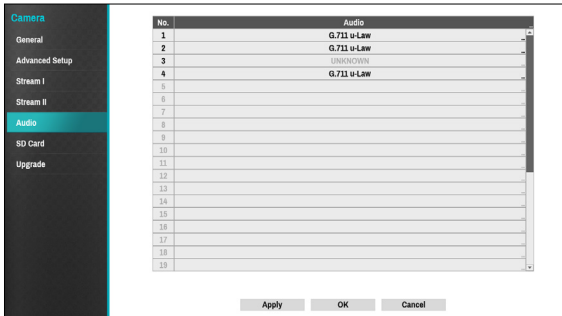 Camera
General
Advanced Setup
Stream I
Stream II
Audio
SD Card
Upgrade
No. Audio
1 G.711 u-Law
2 G.711 u-Law
3 UNKNOWN
4 G.711 u-Law
5
6
7
8
9
10
11
12
13
14
15
16
17
18
19
Apply OK Cancel